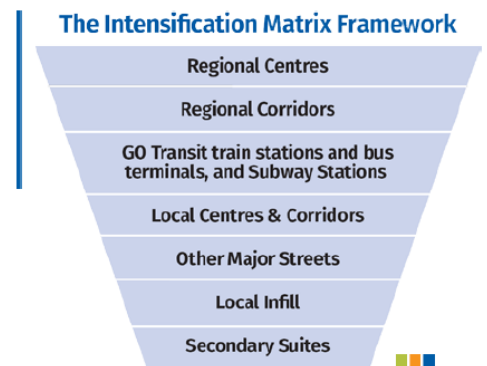 The Intensification Matrix Framework
Regional Centres
Regional Corridors
GO Transit train stations and bus
terminals, and Subway Stations
Local Centres & Corridors
Other Major Streets
Local Infill
Secondary Suites